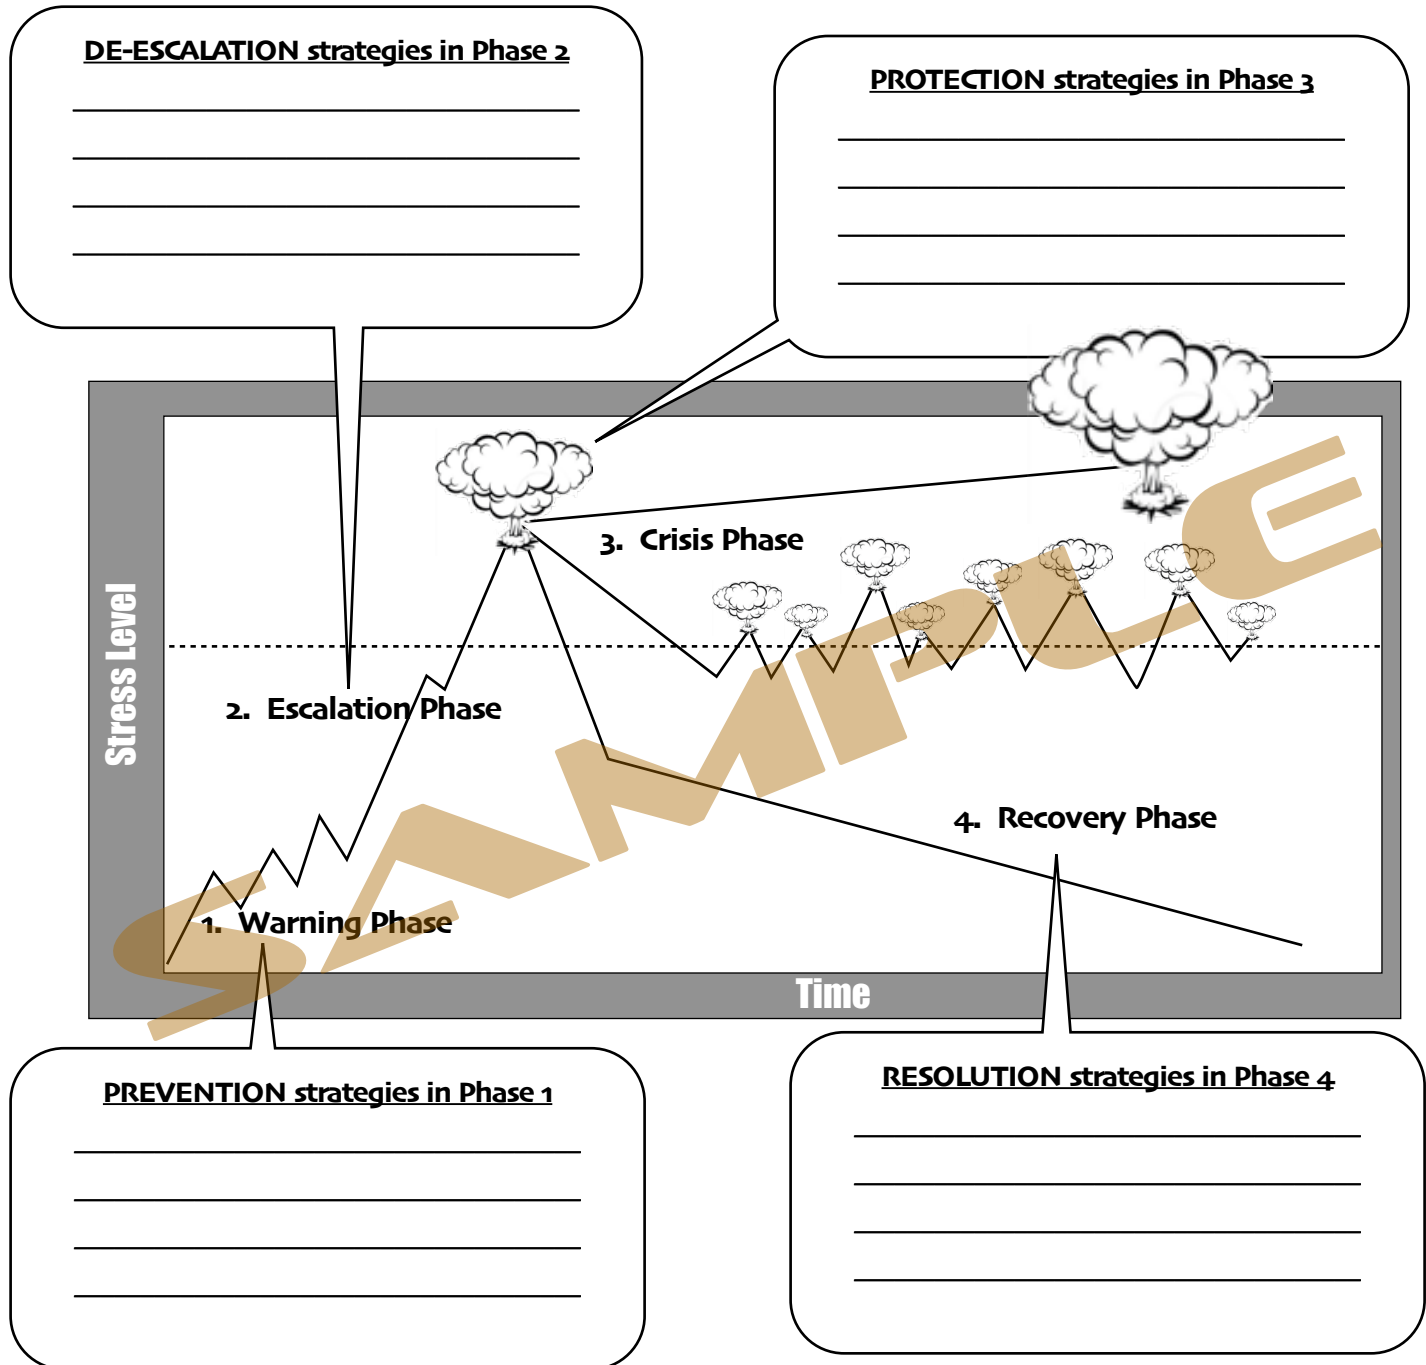 DE-ESCALATION strategies in Phase 2
PROTECTION strategies in Phase 3
3. Crisis Phase
Stress Level
2. Escalation Phase
4. Recovery Phase
1. Warning Phase
SAMPLE
Time
PREVENTION strategies in Phase 1
RESOLUTION strategies in Phase 4